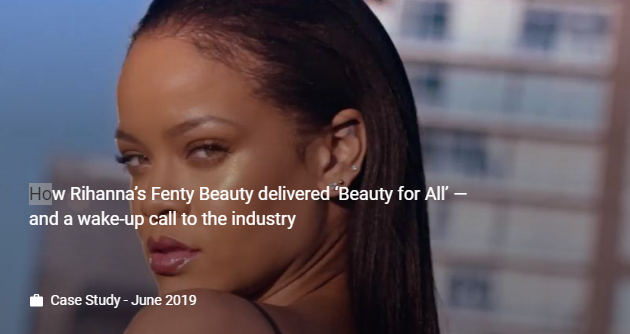 How Rihanna’s Fenty Beauty delivered ‘Beauty for All’ —
and a wake-up call to the industry
Case Study - June 2019